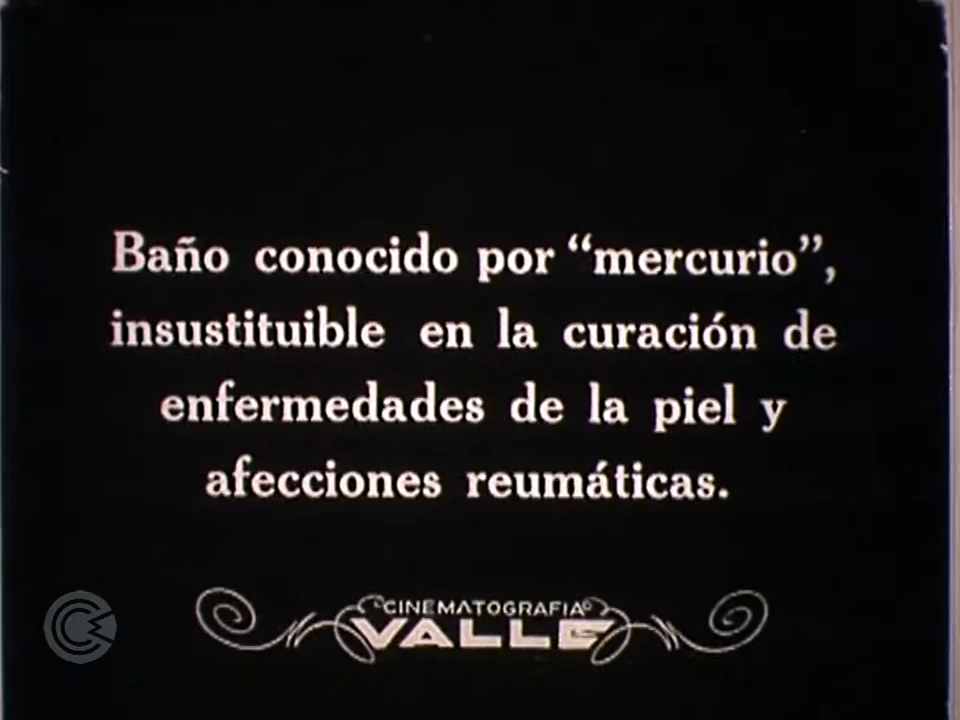 Baño conocido por “mercurio”,
insustituible en la curación de
enfermedades de la piel y
afecciones reumáticas.
CINEMATOGRAFIA
VALLE